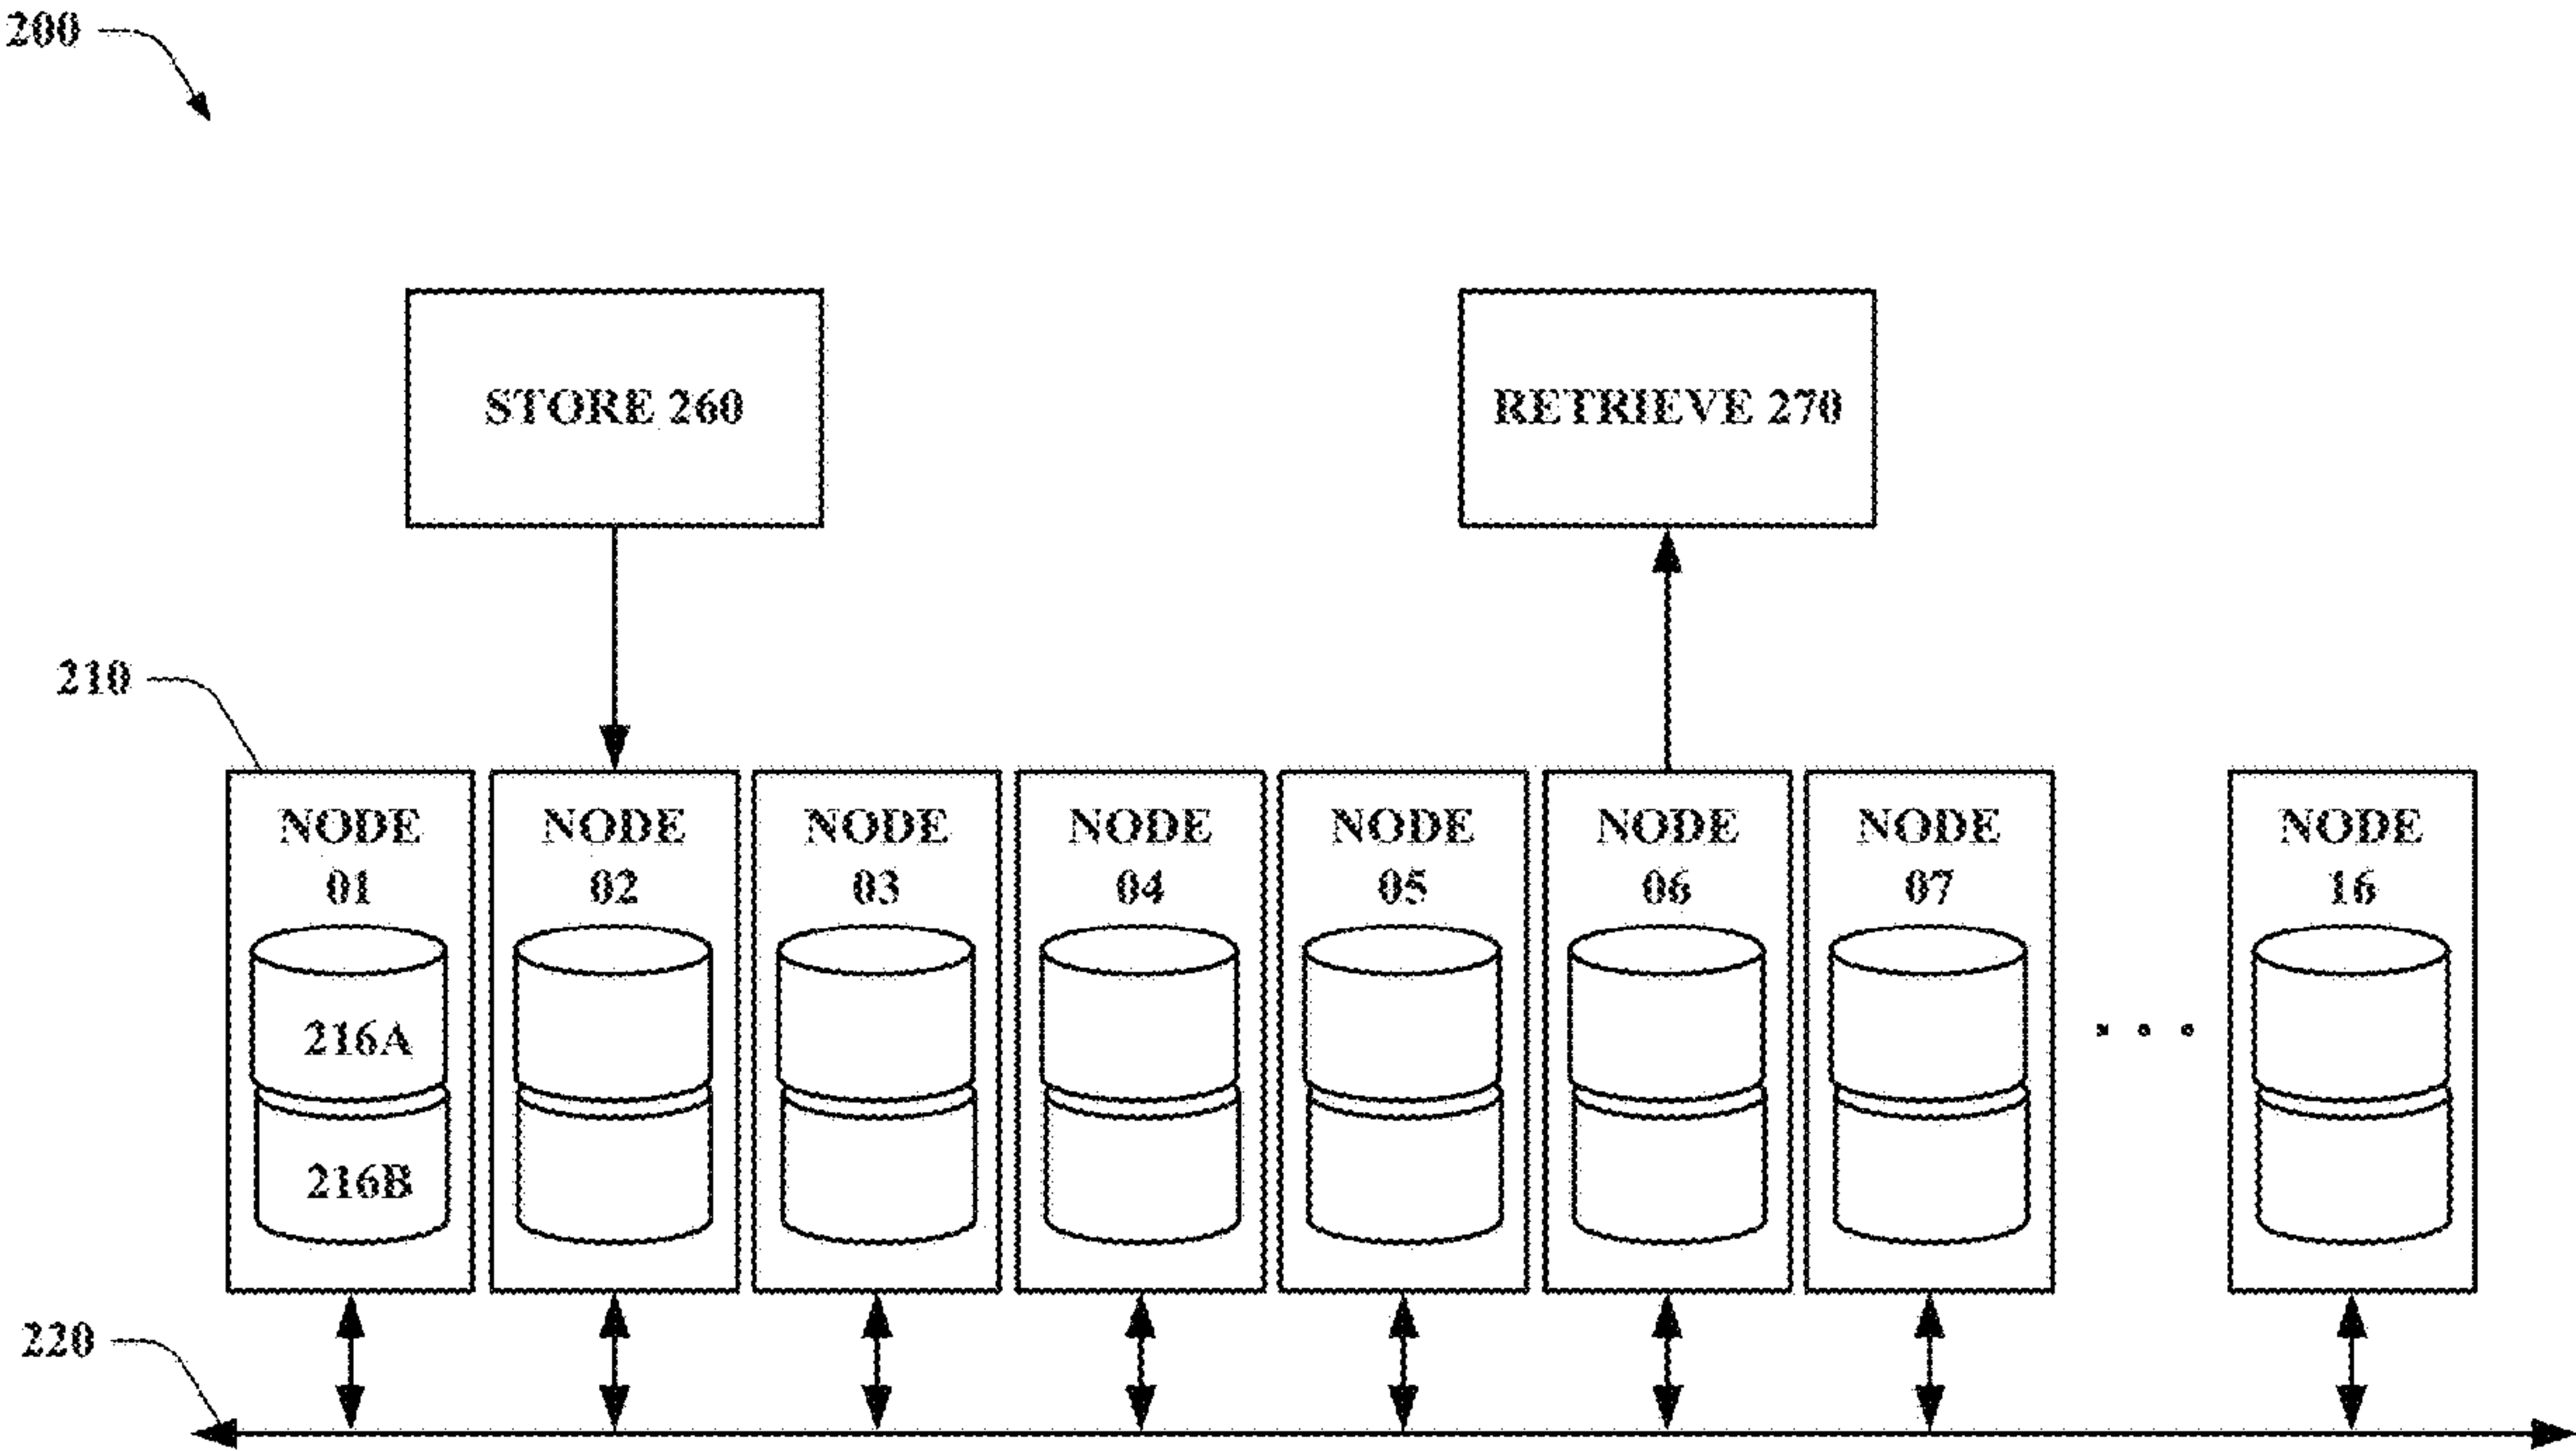 200
STORE 260
RETRIEVE 270
210
NODE
01
NODE
02
NODE
03
NODE
04
NODE
05
NODE
06
NODE
07
NODE
16
216A
. . .
216B
220